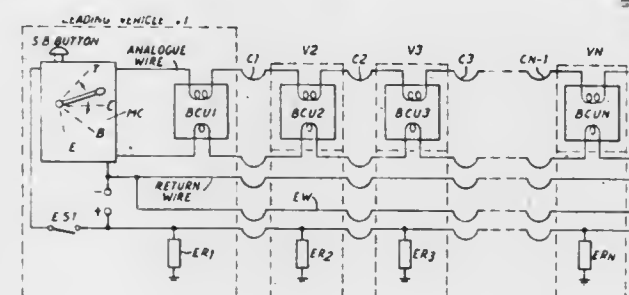 LEADING VEHICLE V1
S.B BUTTON
ANALOGUE WIRE
C1
V2
C2
V3
C3
CN-1
VN
T
C
B
E
MC
BCU1
BCU2
BCU3
BCUN
RETURN WIRE
EW
-
+
ES1
ER1
ER2
ER3
ERN